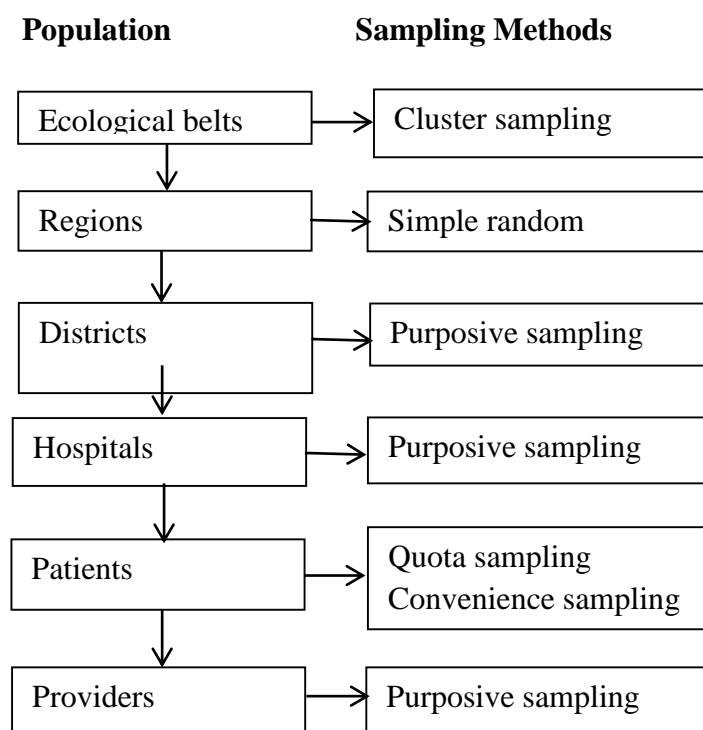 Population Sampling Methods
Ecological belts Cluster sampling
Regions Simple random
Districts Purposive sampling
Hospitals Purposive sampling
Patients Quota sampling
Convenience sampling
Providers Purposive sampling